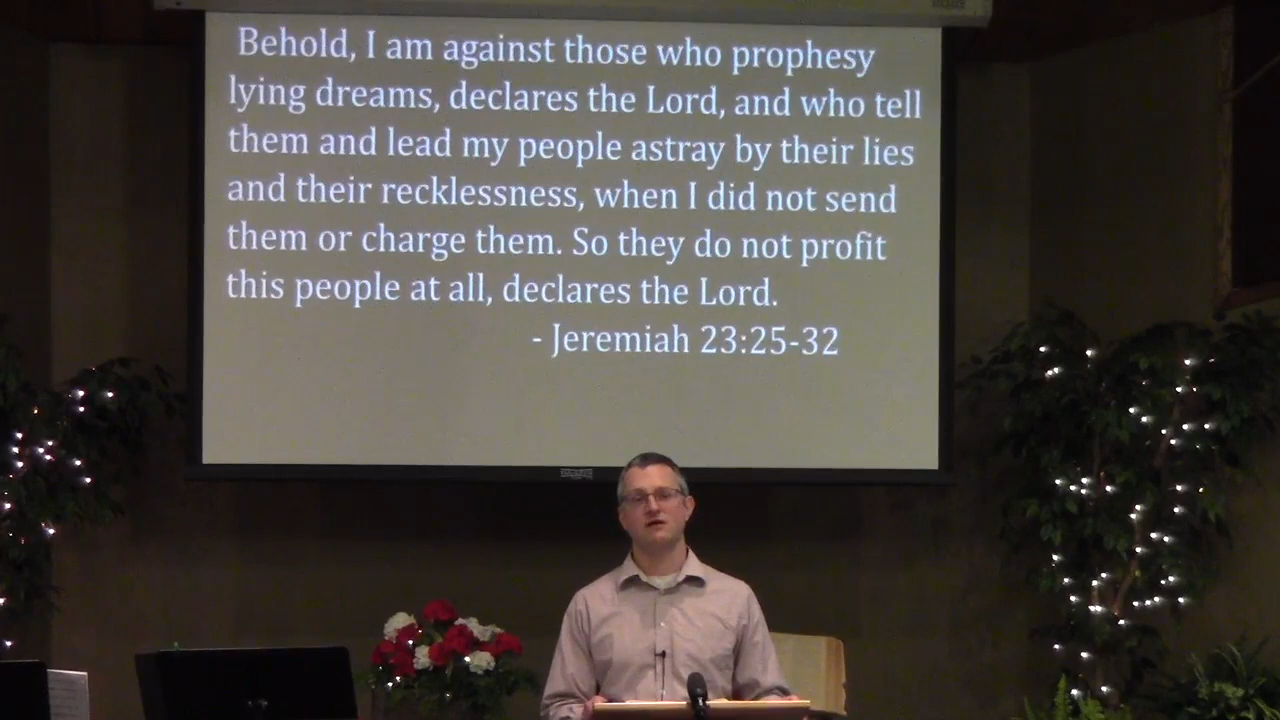 Behold, I am against those who prophesy
lying dreams, declares the Lord, and who tell
them and lead my people astray by their lies
and their recklessness, when I did not send
them or charge them. So they do not profit
this people at all, declares the Lord.
- Jeremiah 23:25-32